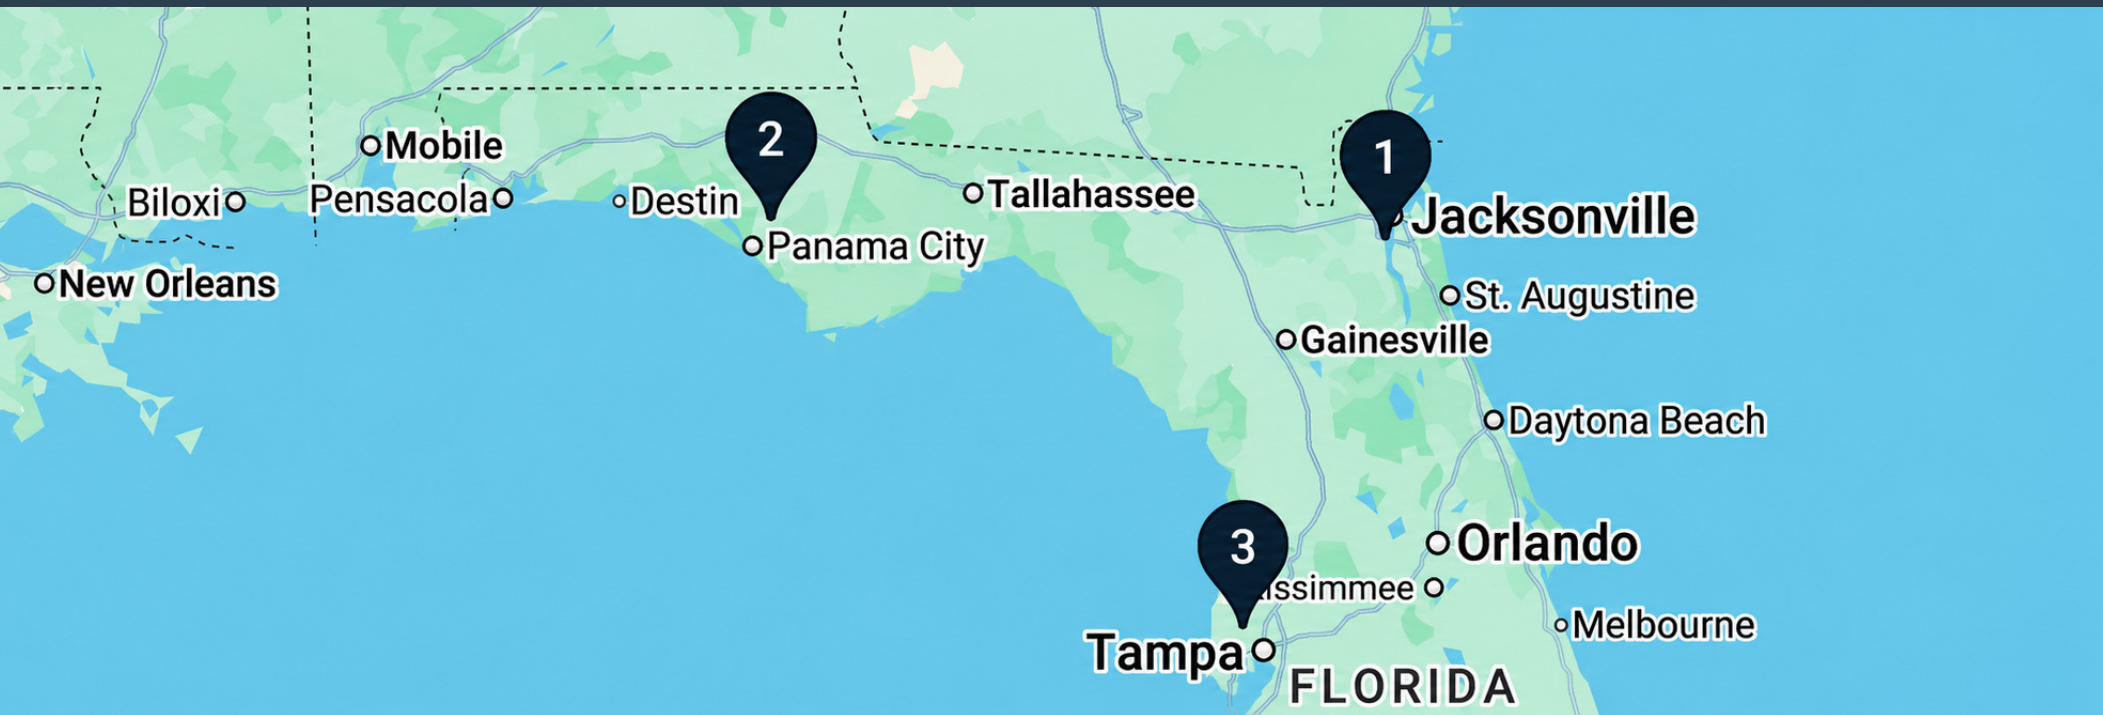 2
1
Mobile
Biloxi
Pensacola
Destin
Tallahassee
Jacksonville
Panama City
New Orleans
St. Augustine
Gainesville
Daytona Beach
3
Orlando
issimmee
Melbourne
Tampa
FLORIDA